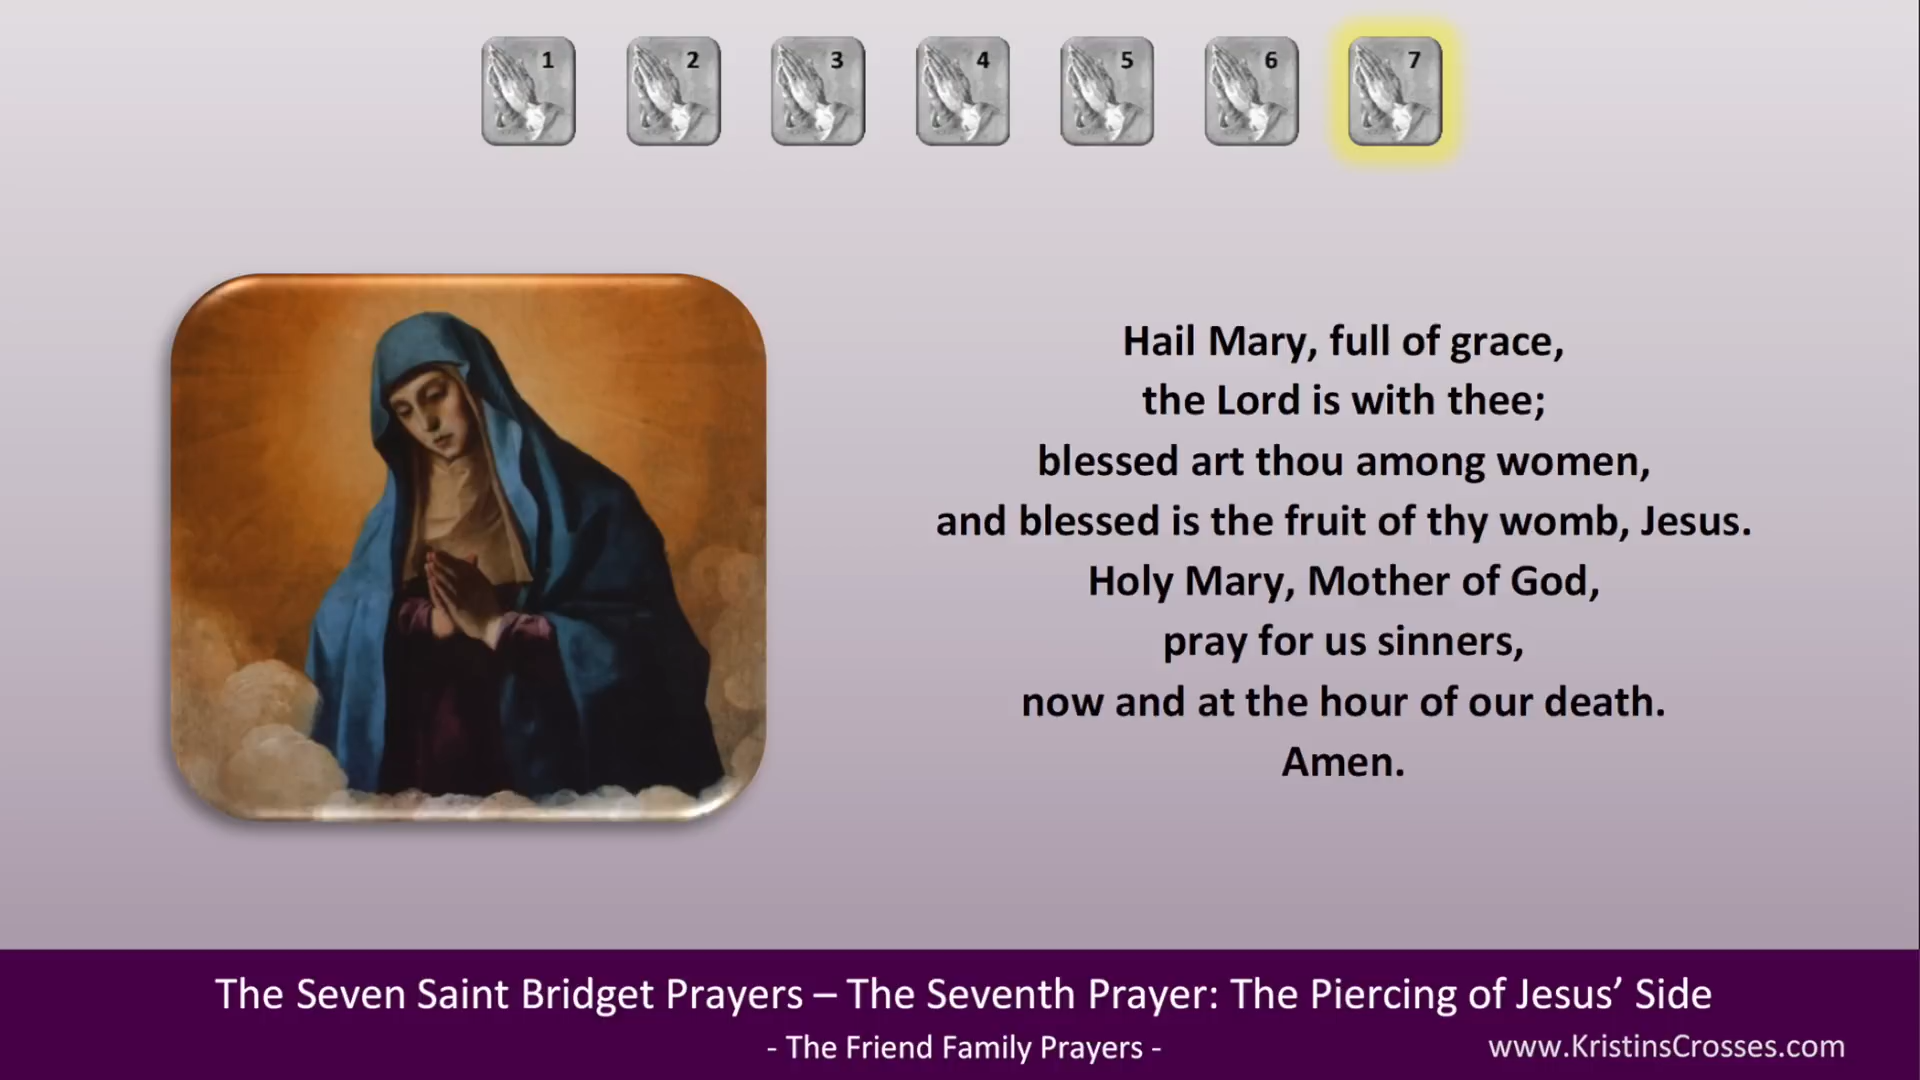 1 2 3 4 5 6 7
Hail Mary, full of grace,
the Lord is with thee;
blessed art thou among women,
and blessed is the fruit of thy womb, Jesus.
Holy Mary, Mother of God,
pray for us sinners,
now and at the hour of our death.
Amen.
The Seven Saint Bridget Prayers – The Seventh Prayer: The Piercing of Jesus’ Side
- The Friend Family Prayers -
www.KristinsCrosses.com